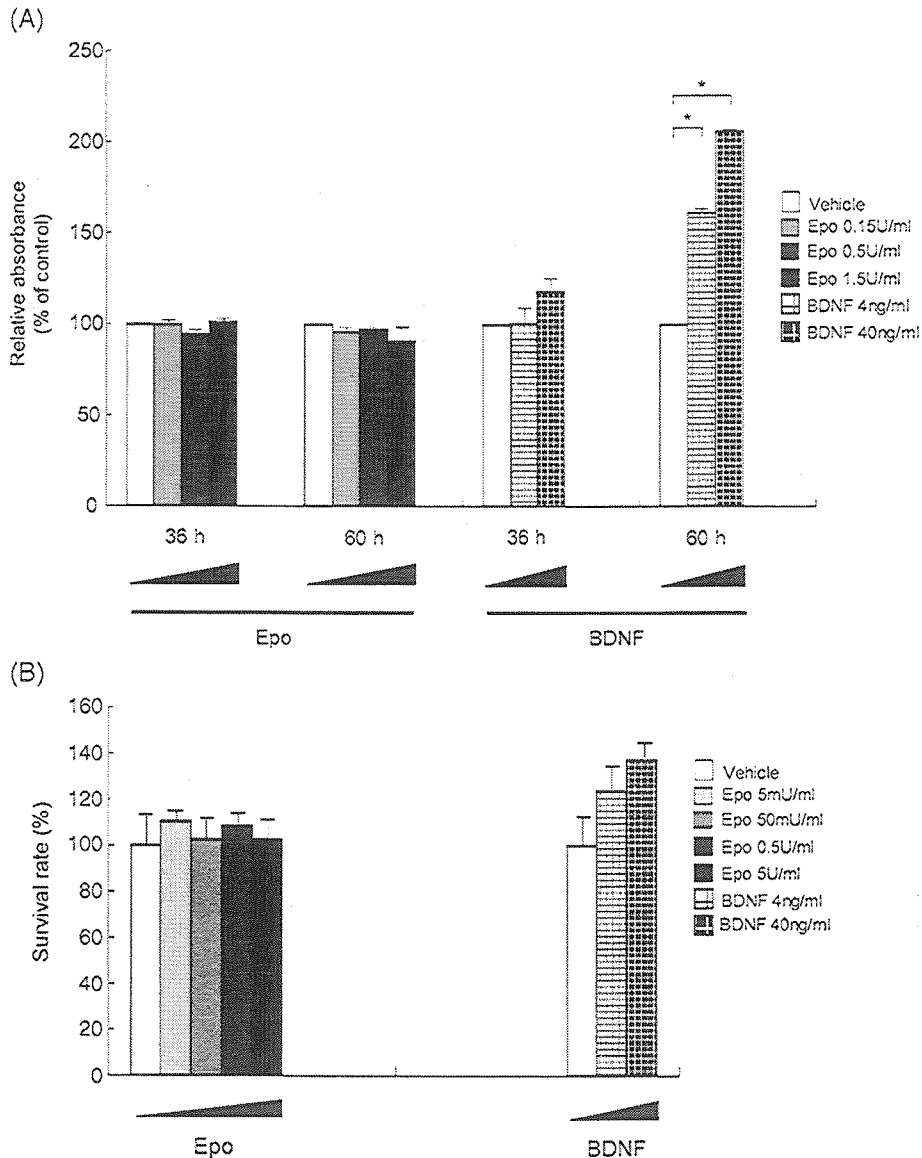 (A)
250
200
150
100
50
0
Relative absorbance
(% of control)
*
*
Vehicle
Epo 0.15U/ml
Epo 0.5U/ml
Epo 1.5U/ml
BDNF 4ng/ml
BDNF 40ng/ml
36 h
60 h
36 h
60 h
Epo
BDNF
(B)
160
140
120
100
80
60
40
20
0
Survival rate (%)
Vehicle
Epo 5mU/ml
Epo 50mU/ml
Epo 0.5U/ml
Epo 5U/ml
BDNF 4ng/ml
BDNF 40ng/ml
Epo
BDNF